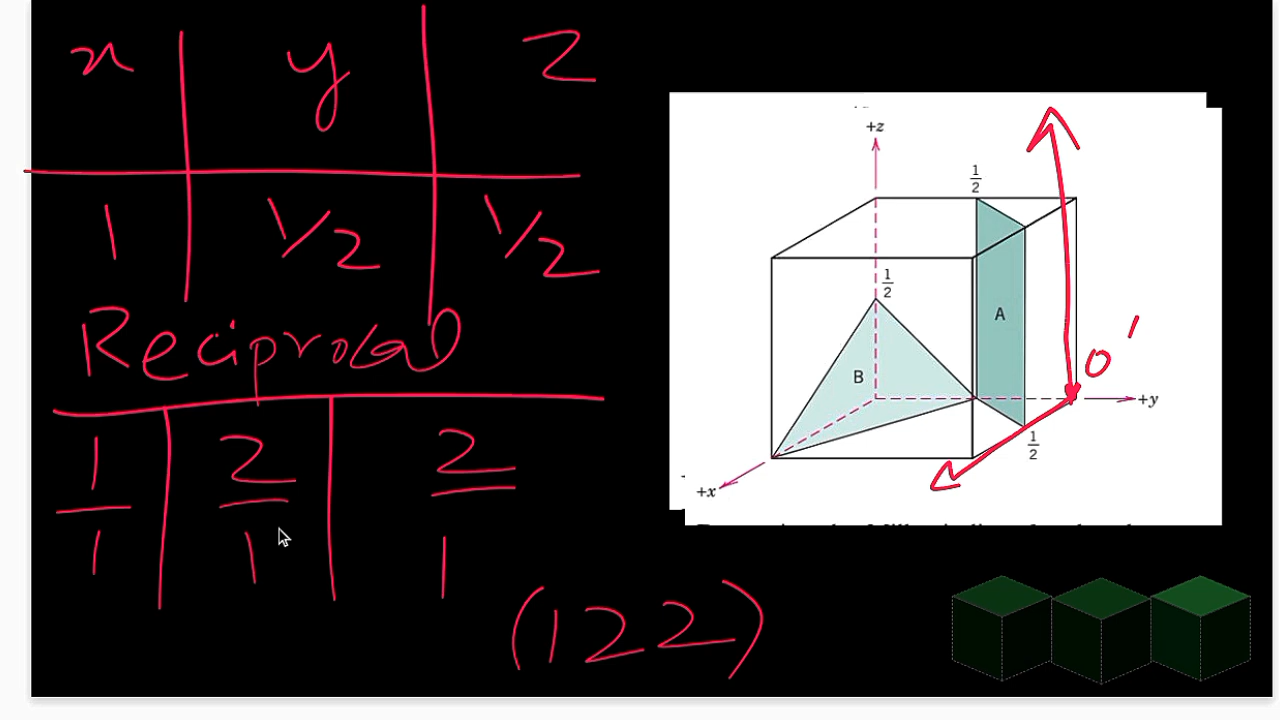 x y z
1 1/2 1/2
Reciprocal
1/1 2/1 2/1
(122)
+z
1/2
1/2
A
B
O'
+y
1/2
+x